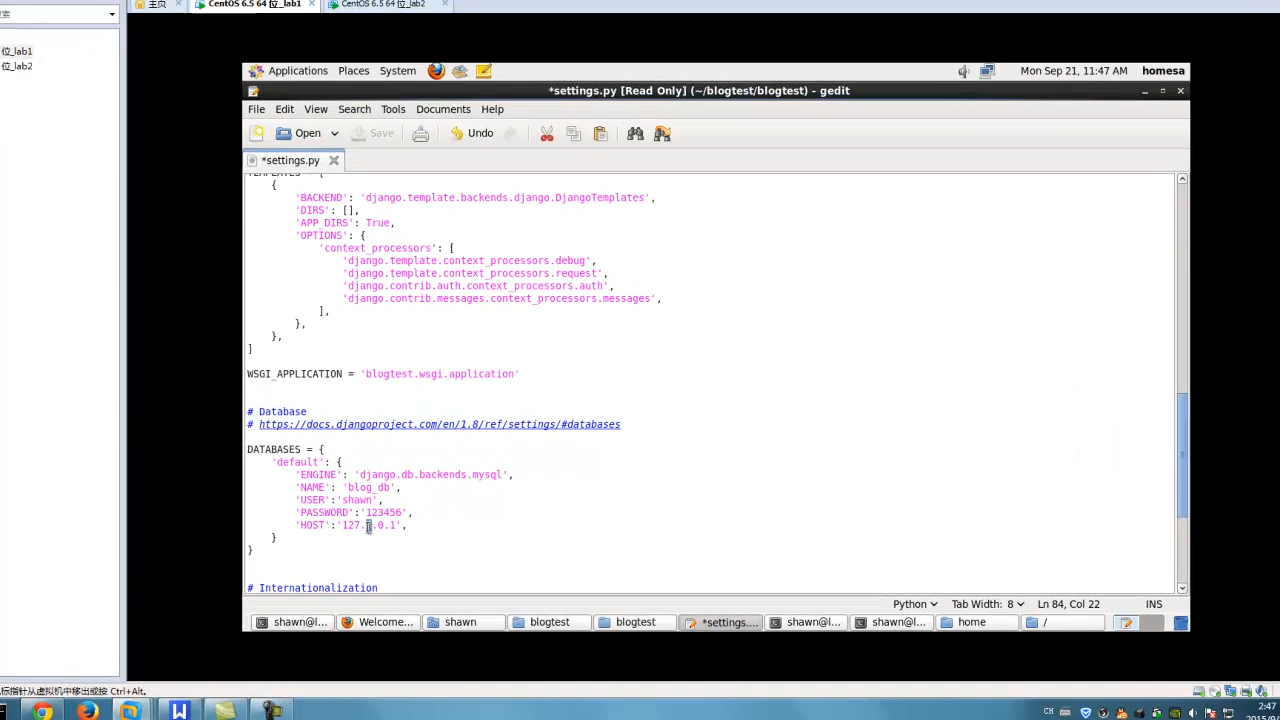 主页
CentOS 6.5 64 位_lab1
CentOS 6.5 64 位_lab2
索
位_lab1
位_lab2
Applications Places System
Mon Sep 21, 11:47 AM homesa
*settings.py [Read Only] (~/blogtest/blogtest) - gedit
File Edit View Search Tools Documents Help
Open Save Undo
*settings.py
TEMPLATES = [
{
'BACKEND': 'django.template.backends.django.DjangoTemplates',
'DIRS': [],
'APP_DIRS': True,
'OPTIONS': {
'context_processors': [
'django.template.context_processors.debug',
'django.template.context_processors.request',
'django.contrib.auth.context_processors.auth',
'django.contrib.messages.context_processors.messages',
],
},
},
]
WSGI_APPLICATION = 'blogtest.wsgi.application'
# Database
# https://docs.djangoproject.com/en/1.8/ref/settings/#databases
DATABASES = {
'default': {
'ENGINE': 'django.db.backends.mysql',
'NAME': 'blog_db',
'USER':'shawn',
'PASSWORD':'123456',
'HOST':'127.0.0.1',
}
}
# Internationalization
Python Tab Width: 8 Ln 84, Col 22 INS
shawn@l... Welcome... shawn blogtest blogtest *settings.... shawn@l... shawn@l... home /
标指针从虚拟机中移出或按 Ctrl+Alt。
CH
2:47